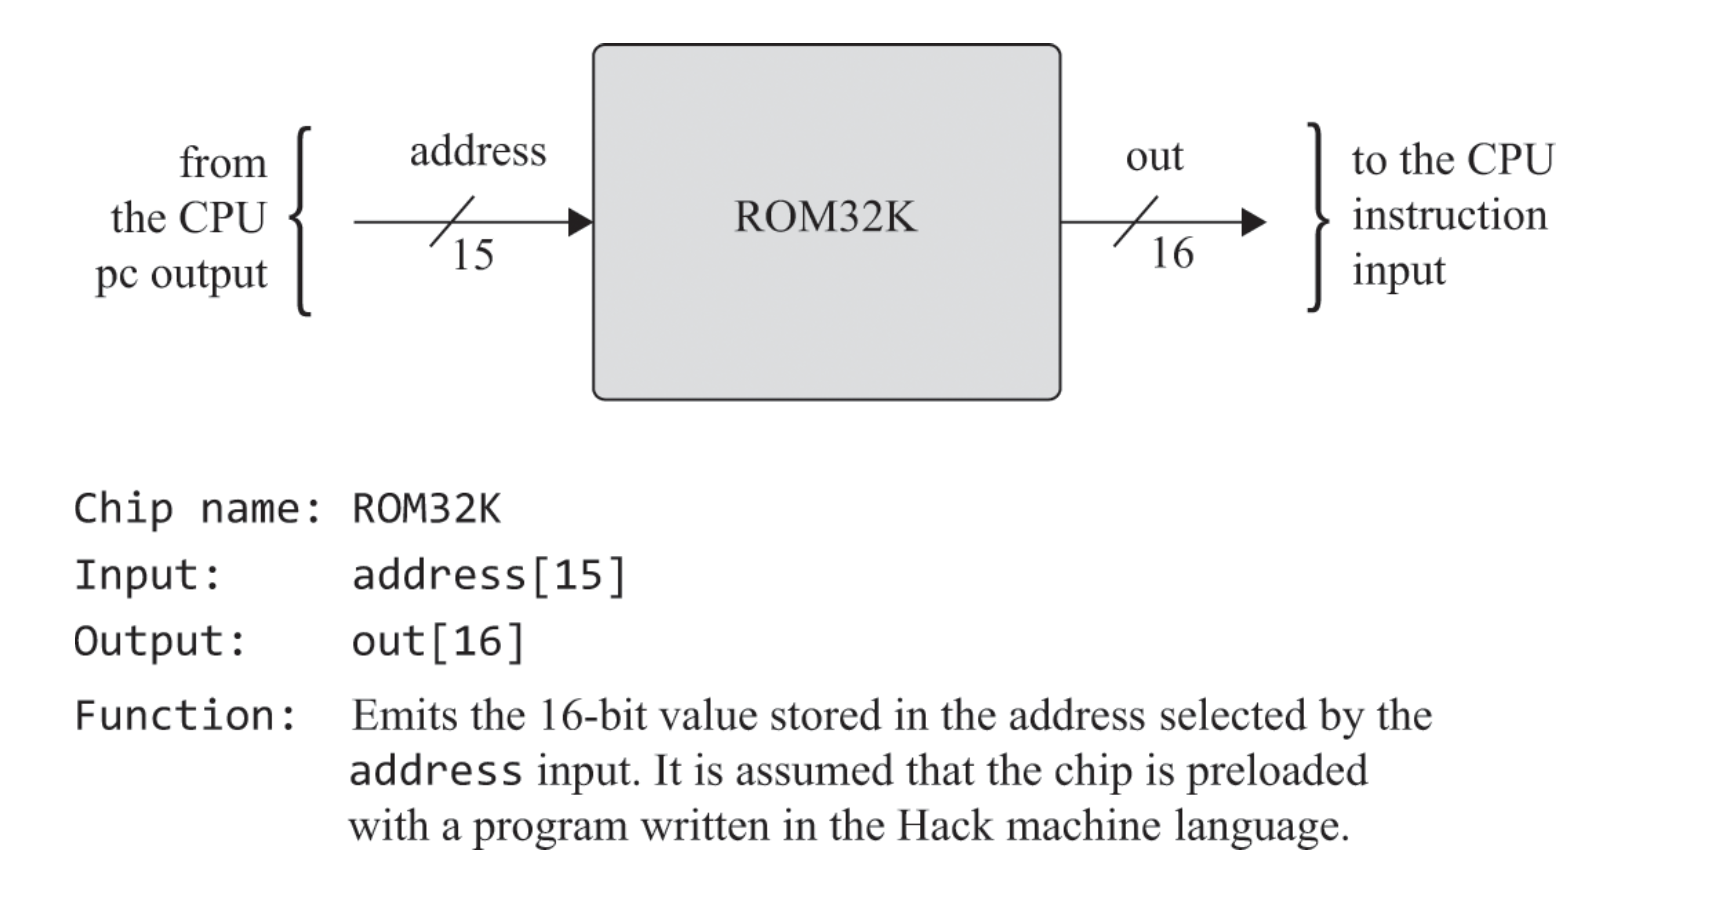 from
the CPU
pc output
address
15
ROM32K
out
16
to the CPU
instruction
input
Chip name: ROM32K
Input: address[15]
Output: out[16]
Function: Emits the 16-bit value stored in the address selected by the
address input. It is assumed that the chip is preloaded
with a program written in the Hack machine language.